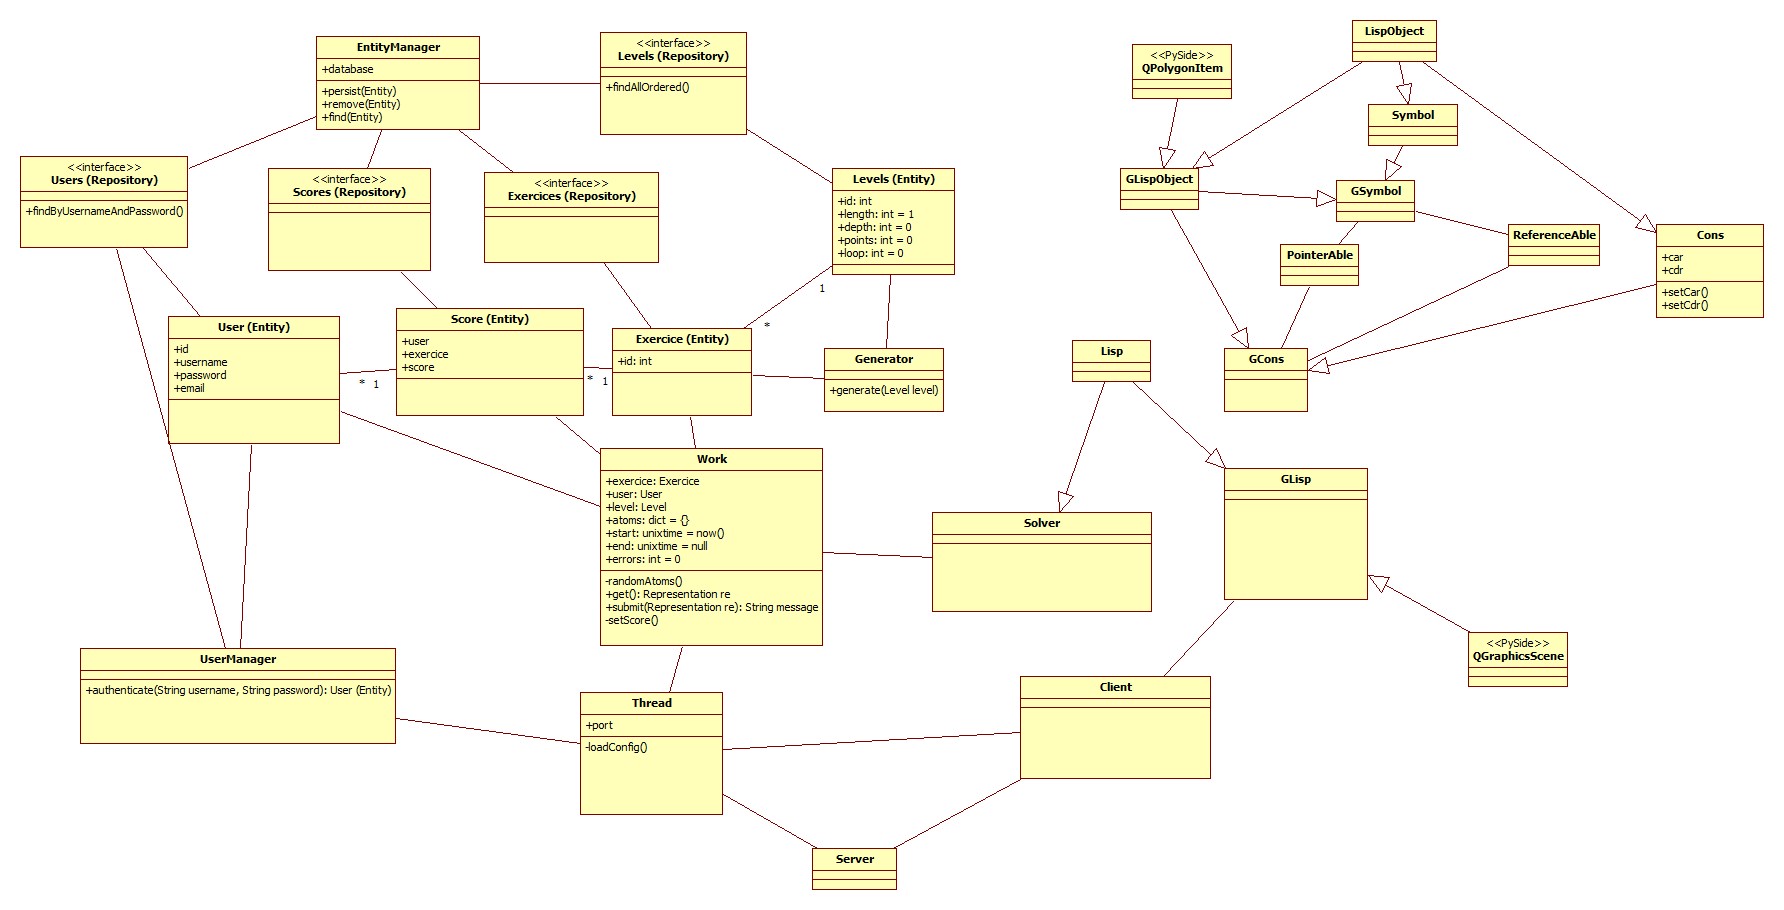 EntityManager
+database
+persist(Entity)
+remove(Entity)
+find(Entity)
<<interface>>
Levels (Repository)
+findAllOrdered()
<<PySide>>
QPolygonItem
LispObject
Symbol
<<interface>>
Users (Repository)
+findByUsernameAndPassword()
<<interface>>
Scores (Repository)
<<interface>>
Exercices (Repository)
Levels (Entity)
+id: int
+length: int = 1
+depth: int = 0
+points: int = 0
+loop: int = 0
GLispObject
GSymbol
PointerAble
ReferenceAble
Cons
+car
+cdr
+setCar()
+setCdr()
1
*
User (Entity)
+id
+username
+password
+email
* 1
Score (Entity)
+user
+exercice
+score
* 1
Exercice (Entity)
+id: int
Generator
+generate(Level level)
Lisp
GCons
Work
+exercice: Exercice
+user: User
+level: Level
+atoms: dict = {}
+start: unixtime = now()
+end: unixtime = null
+errors: int = 0
-randomAtoms()
+get(): Representation re
+submit(Representation re): String message
-setScore()
Solver
GLisp
<<PySide>>
QGraphicsScene
UserManager
+authenticate(String username, String password): User (Entity)
Thread
+port
-loadConfig()
Client
Server